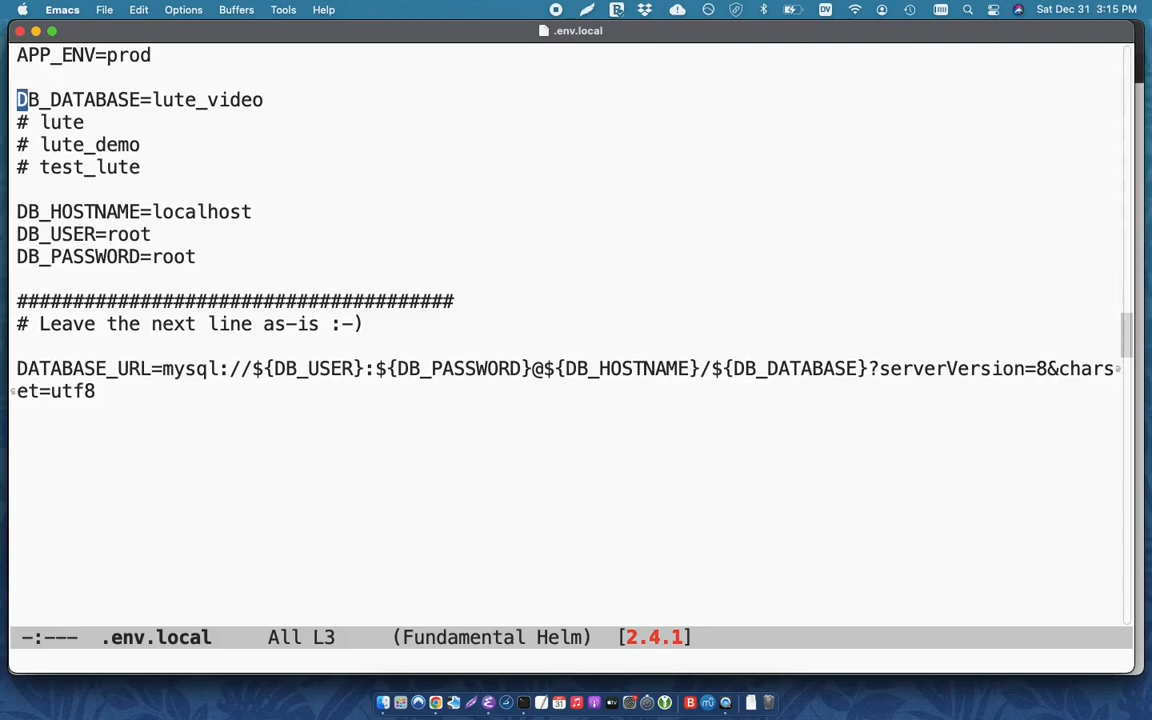 Emacs File Edit Options Buffers Tools Help DV Sat Dec 31 3:15 PM
.env.local
APP_ENV=prod
DB_DATABASE=lute_video
# lute
# lute_demo
# test_lute
DB_HOSTNAME=localhost
DB_USER=root
DB_PASSWORD=root
#######################################
# Leave the next line as-is :-)
DATABASE_URL=mysql://${DB_USER}:${DB_PASSWORD}@${DB_HOSTNAME}/${DB_DATABASE}?serverVersion=8&chars
et=utf8
-:--- .env.local All L3 (Fundamental Helm) [2.4.1]